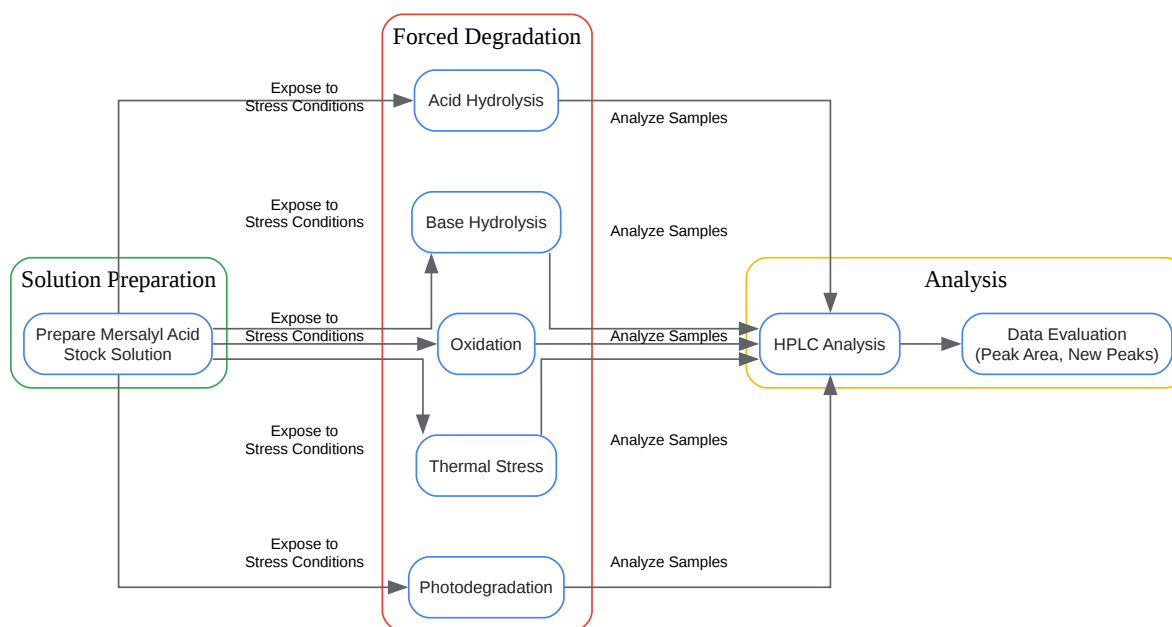 Forced Degradation
Expose to
Stress Conditions
Acid Hydrolysis
Analyze Samples
Expose to
Stress Conditions
Base Hydrolysis
Analyze Samples
Solution Preparation
Analysis
Prepare Mersalyl Acid
Stock Solution
Expose to
Stress Conditions
Oxidation
Analyze Samples
HPLC Analysis
Data Evaluation
(Peak Area, New Peaks)
Expose to
Stress Conditions
Thermal Stress
Analyze Samples
Expose to
Stress Conditions
Photodegradation
Analyze Samples